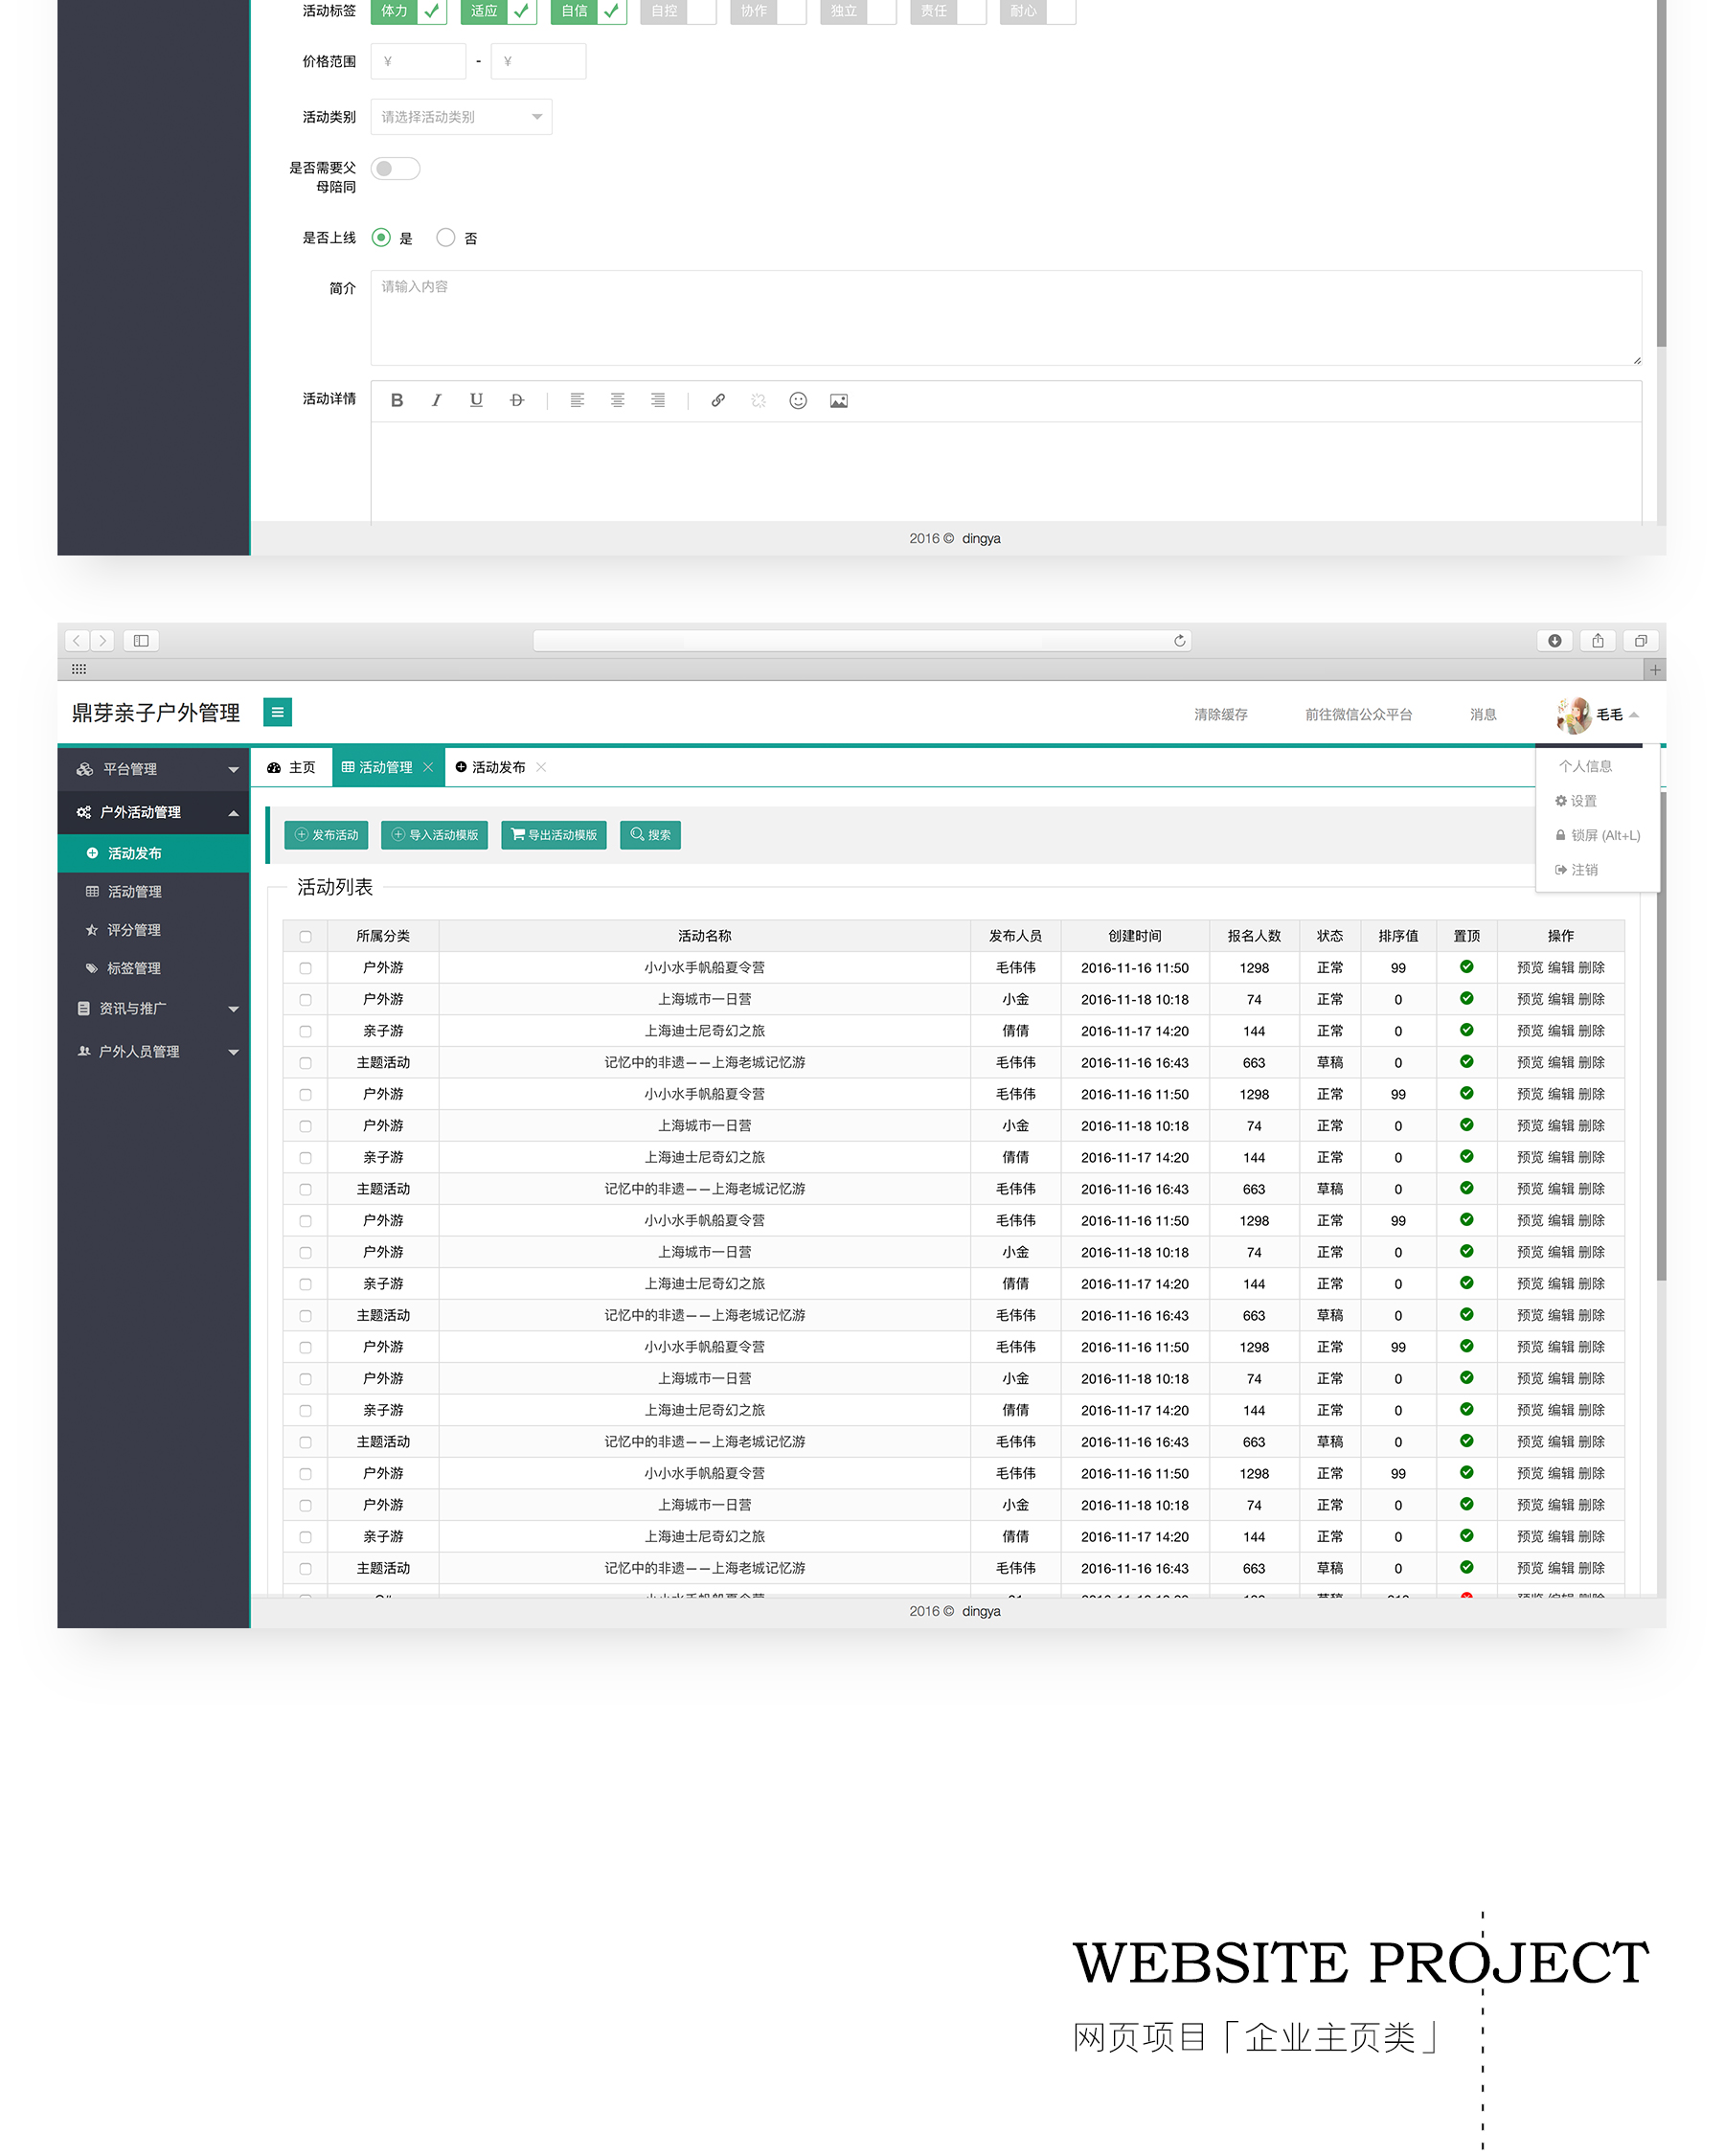 活动标签 体力 适应 自信 自控 协作 独立 责任 耐心
价格范围 ¥ - ¥
活动类别 请选择活动类别
是否需要父
母陪同
是否上线 是 否
简介 请输入内容
活动详情 B I U D
2016 © dingya
鼎芽亲子户外管理 清除缓存 前往微信公众平台 消息 毛毛
平台管理 主页 活动管理 活动发布 个人信息
户外活动管理 发布活动 导入活动模版 导出活动模版 搜索 设置
锁屏 (Alt+L)
注销
活动发布
活动管理
评分管理
标签管理
资讯与推广
户外人员管理
活动列表
所属分类 活动名称 发布人员 创建时间 报名人数 状态 排序值 置顶 操作
户外游 小小水手帆船夏令营 毛伟伟 2016-11-16 11:50 1298 正常 99 预览 编辑 删除
户外游 上海城市一日营 小金 2016-11-18 10:18 74 正常 0 预览 编辑 删除
亲子游 上海迪士尼奇幻之旅 倩倩 2016-11-17 14:20 144 正常 0 预览 编辑 删除
主题活动 记忆中的非遗——上海老城记忆游 毛伟伟 2016-11-16 16:43 663 草稿 0 预览 编辑 删除
户外游 小小水手帆船夏令营 毛伟伟 2016-11-16 11:50 1298 正常 99 预览 编辑 删除
户外游 上海城市一日营 小金 2016-11-18 10:18 74 正常 0 预览 编辑 删除
亲子游 上海迪士尼奇幻之旅 倩倩 2016-11-17 14:20 144 正常 0 预览 编辑 删除
主题活动 记忆中的非遗——上海老城记忆游 毛伟伟 2016-11-16 16:43 663 草稿 0 预览 编辑 删除
户外游 小小水手帆船夏令营 毛伟伟 2016-11-16 11:50 1298 正常 99 预览 编辑 删除
户外游 上海城市一日营 小金 2016-11-18 10:18 74 正常 0 预览 编辑 删除
亲子游 上海迪士尼奇幻之旅 倩倩 2016-11-17 14:20 144 正常 0 预览 编辑 删除
主题活动 记忆中的非遗——上海老城记忆游 毛伟伟 2016-11-16 16:43 663 草稿 0 预览 编辑 删除
户外游 小小水手帆船夏令营 毛伟伟 2016-11-16 11:50 1298 正常 99 预览 编辑 删除
户外游 上海城市一日营 小金 2016-11-18 10:18 74 正常 0 预览 编辑 删除
亲子游 上海迪士尼奇幻之旅 倩倩 2016-11-17 14:20 144 正常 0 预览 编辑 删除
主题活动 记忆中的非遗——上海老城记忆游 毛伟伟 2016-11-16 16:43 663 草稿 0 预览 编辑 删除
户外游 小小水手帆船夏令营 毛伟伟 2016-11-16 11:50 1298 正常 99 预览 编辑 删除
户外游 上海城市一日营 小金 2016-11-18 10:18 74 正常 0 预览 编辑 删除
亲子游 上海迪士尼奇幻之旅 倩倩 2016-11-17 14:20 144 正常 0 预览 编辑 删除
主题活动 记忆中的非遗——上海老城记忆游 毛伟伟 2016-11-16 16:43 663 草稿 0 预览 编辑 删除
2016 © dingya
WEBSITE PROJECT
网页项目「企业主页类」